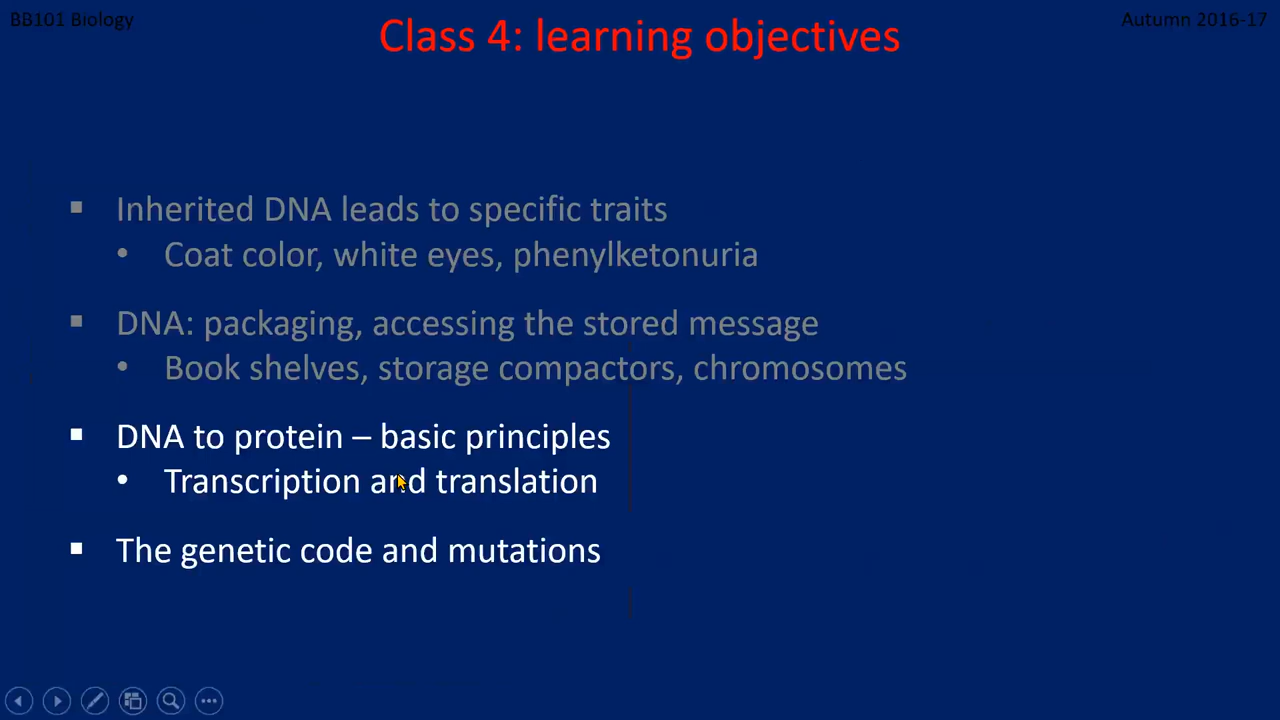 BB101 Biology
Autumn 2016-17
Class 4: learning objectives
▪ Inherited DNA leads to specific traits
• Coat color, white eyes, phenylketonuria
▪ DNA: packaging, accessing the stored message
• Book shelves, storage compactors, chromosomes
▪ DNA to protein – basic principles
• Transcription and translation
▪ The genetic code and mutations